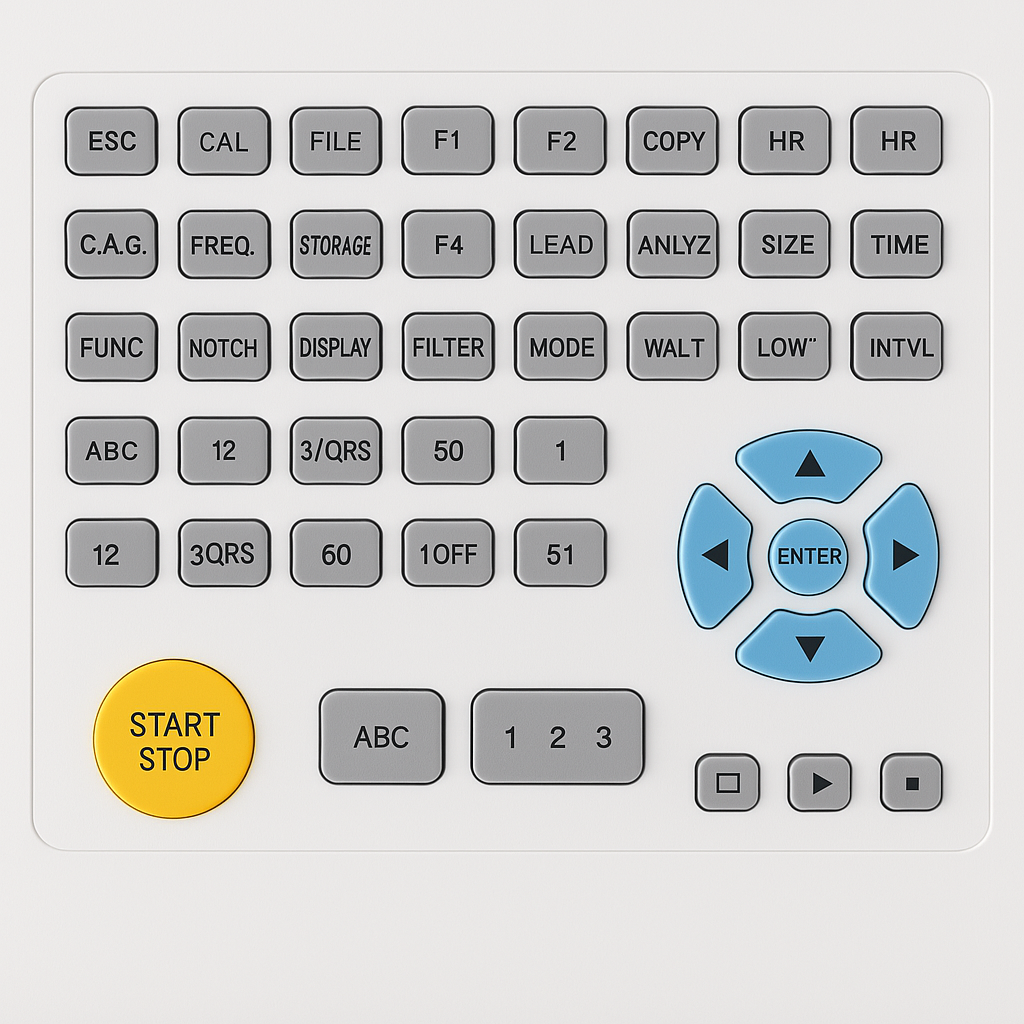 ESC CAL FILE F1 F2 COPY HR HR
C.A.G. FREQ. STORAGE F4 LEAD ANLYZ SIZE TIME
FUNC NOTCH DISPLAY FILTER MODE WALT LOW¨ INTVL
ABC 12 3/QRS 50 1
12 3QRS 60 1OFF 51
ENTER
START
STOP
ABC 1 2 3